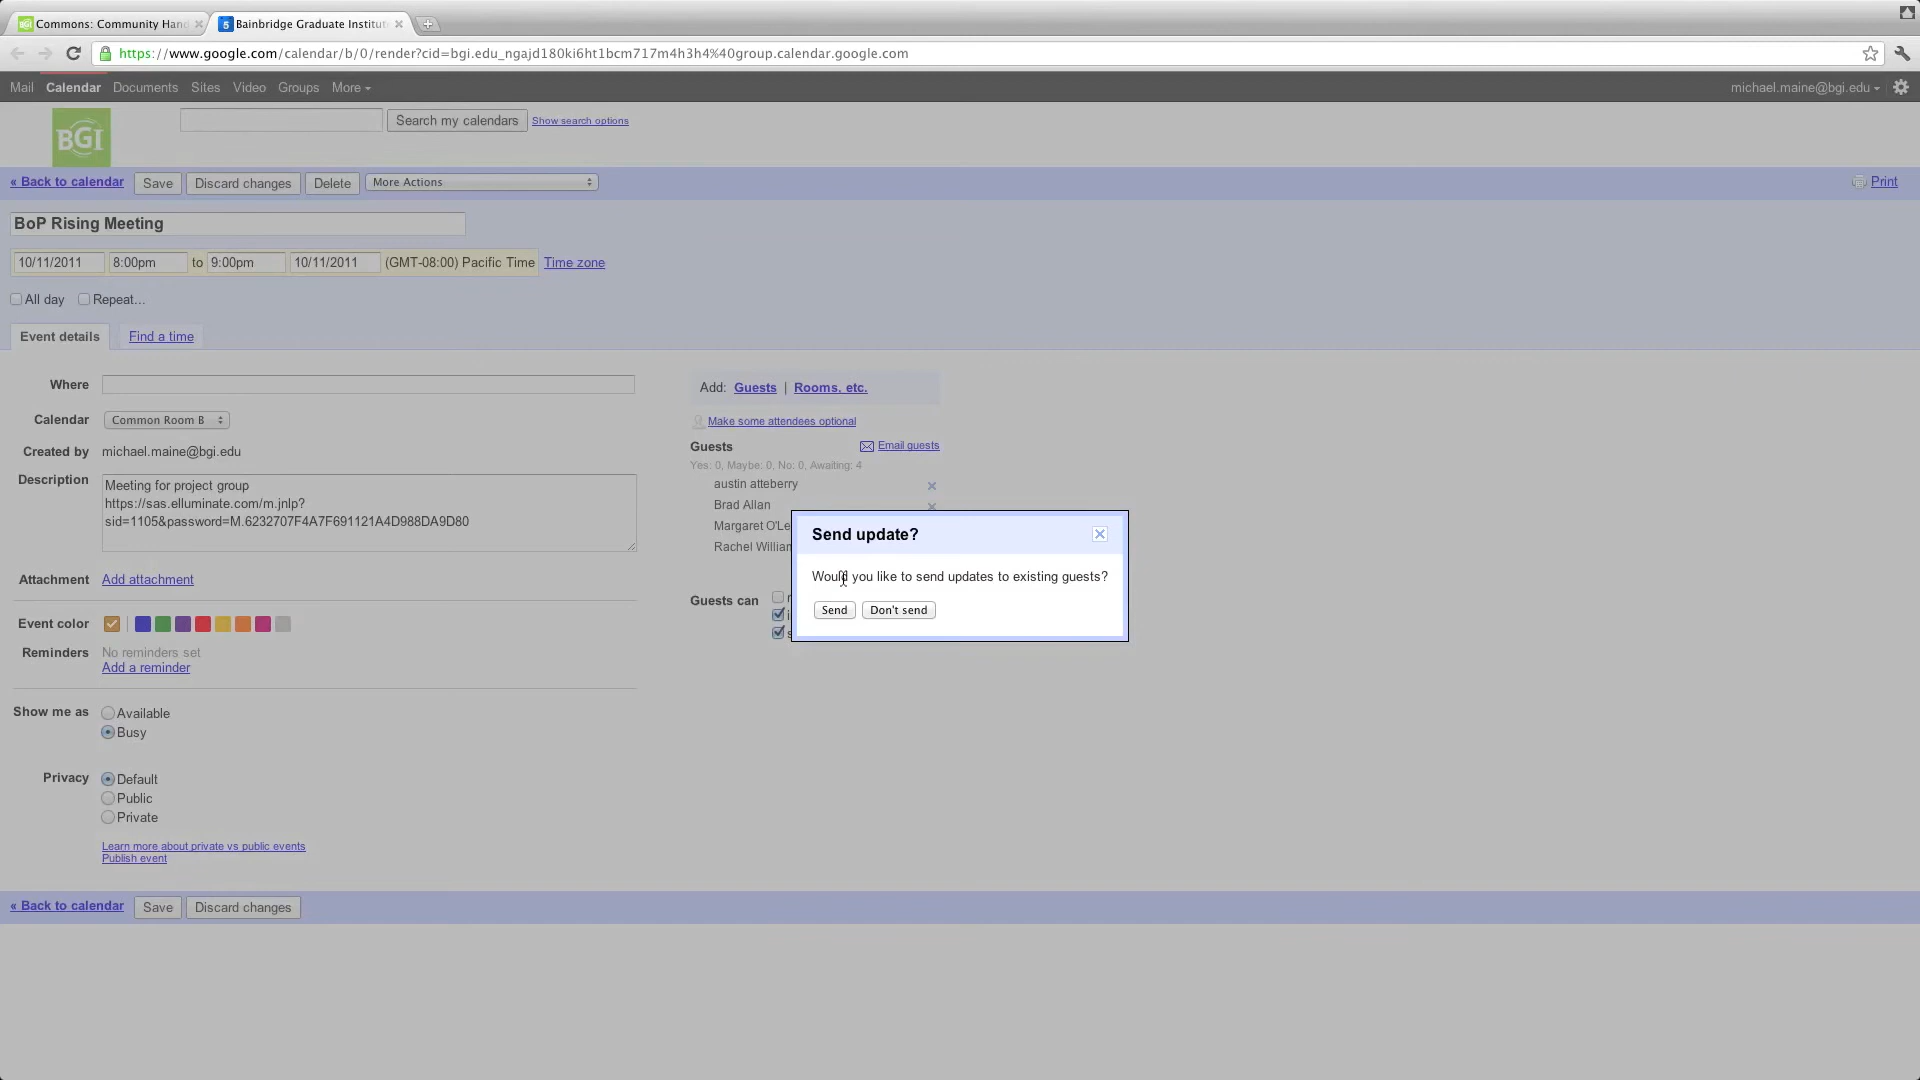 Commons: Community Hand
5 Bainbridge Graduate Institut
https://www.google.com/calendar/b/0/render?cid=bgi.edu_ngajd180ki6ht1bcm717m4h3h4%40group.calendar.google.com
Mail Calendar Documents Sites Video Groups More michael.maine@bgi.edu
BGI
Search my calendars Show search options
« Back to calendar Save Discard changes Delete More Actions Print
BoP Rising Meeting
10/11/2011 8:00pm to 9:00pm 10/11/2011 (GMT-08:00) Pacific Time Time zone
All day Repeat...
Event details Find a time
Where
Calendar Common Room B
Created by michael.maine@bgi.edu
Description Meeting for project group
https://sas.elluminate.com/m.jnlp?
sid=1105&password=M.6232707F4A7F691121A4D988DA9D80
Attachment Add attachment
Event color
Reminders No reminders set
Add a reminder
Show me as Available
Busy
Privacy Default
Public
Private
Learn more about private vs public events
Publish event
Add: Guests | Rooms, etc.
Make some attendees optional
Guests Email guests
Yes: 0, Maybe: 0, No: 0, Awaiting: 4
austin atteberry
Brad Allan
Margaret O'Le
Rachel William
Guests can
Send update?
Would you like to send updates to existing guests?
Send Don't send
« Back to calendar Save Discard changes